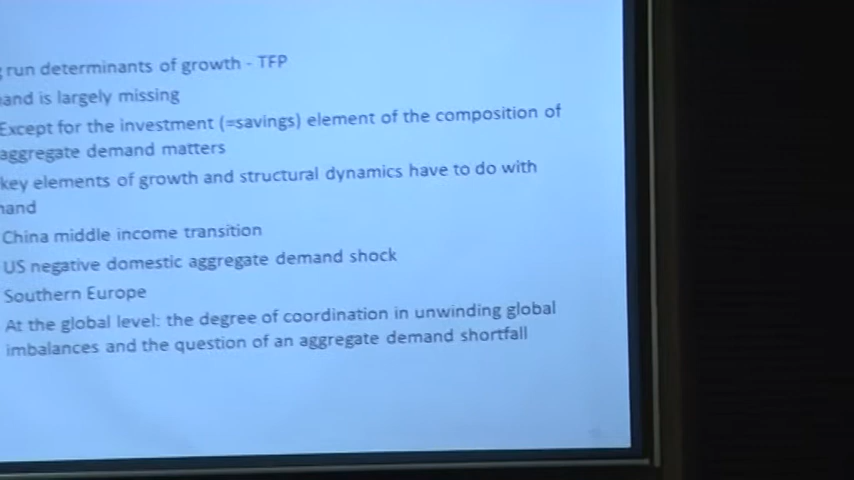 run determinants of growth - TFP
and is largely missing
Except for the investment (=savings) element of the composition of
aggregate demand matters
key elements of growth and structural dynamics have to do with
and
China middle income transition
US negative domestic aggregate demand shock
Southern Europe
At the global level: the degree of coordination in unwinding global
imbalances and the question of an aggregate demand shortfall